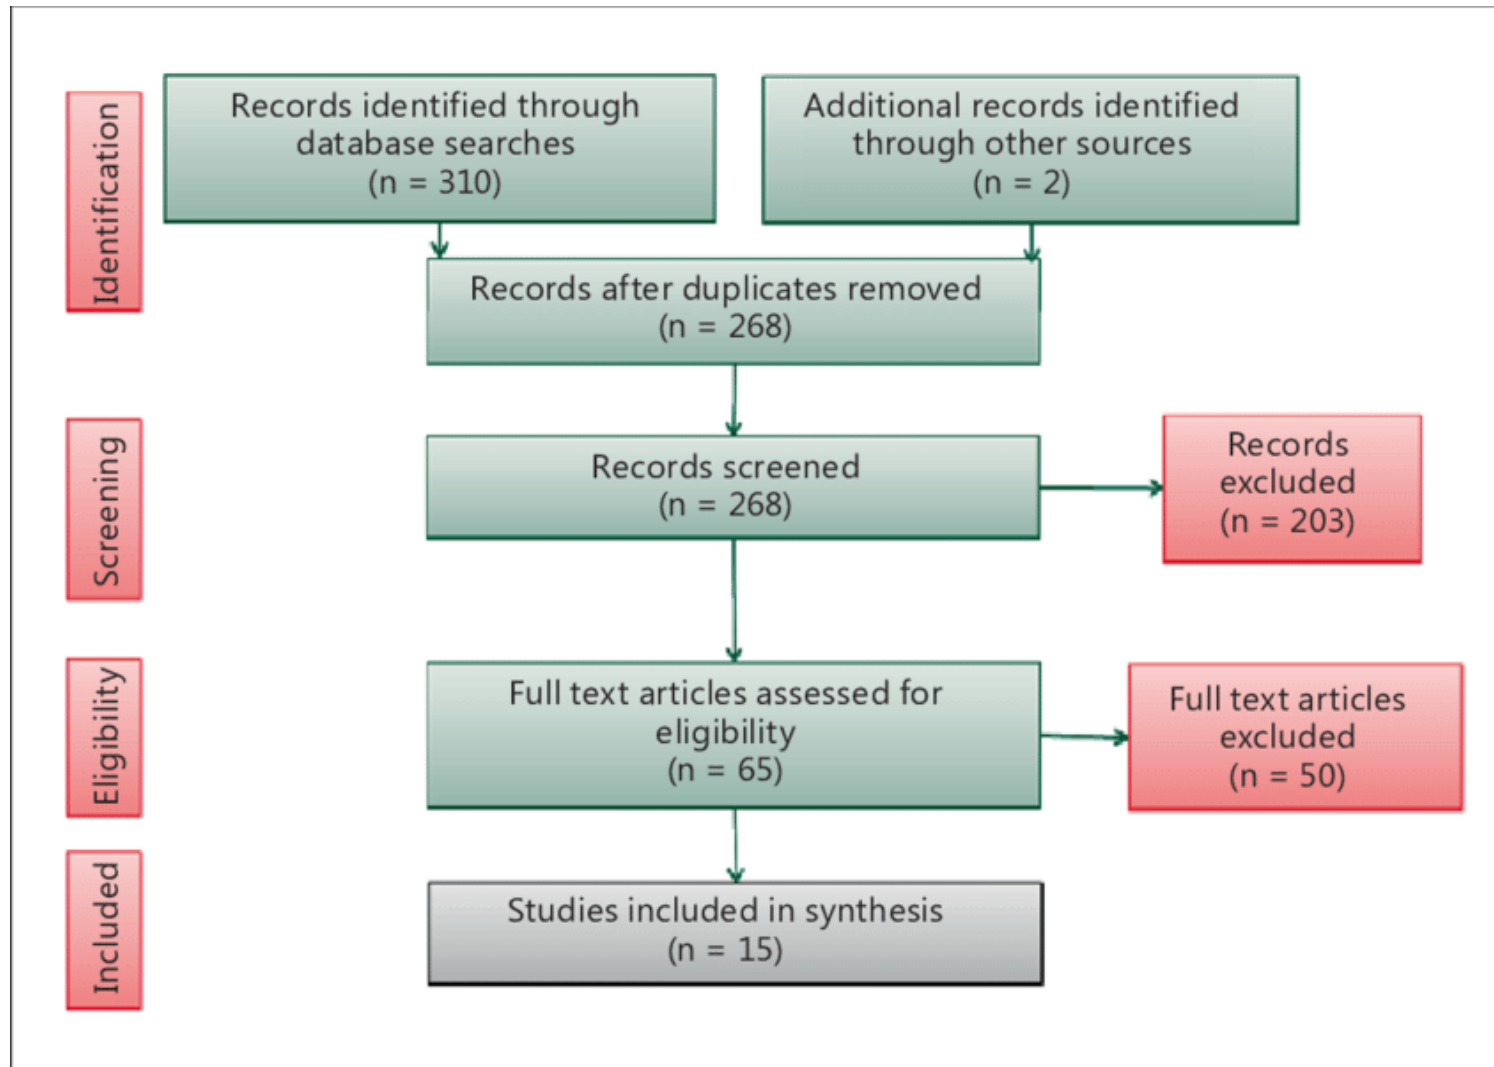 Identification
Records identified through
database searches
(n = 310)
Additional records identified
through other sources
(n = 2)
Records after duplicates removed
(n = 268)
Screening
Records screened
(n = 268)
Records
excluded
(n = 203)
Eligibility
Full text articles assessed for
eligibility
(n = 65)
Full text articles
excluded
(n = 50)
Included
Studies included in synthesis
(n = 15)